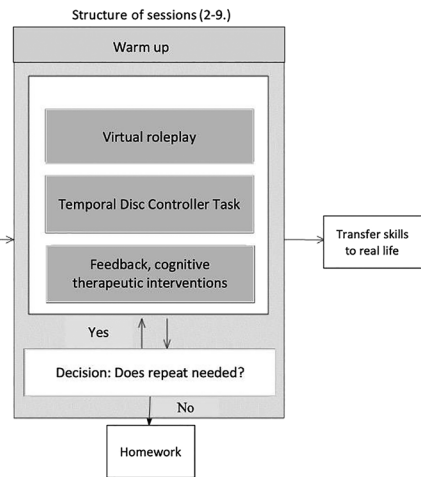 Structure of sessions (2-9.)
Warm up
Virtual roleplay
Temporal Disc Controller Task
Feedback, cognitive
therapeutic interventions
Transfer skills
to real life
Yes
Decision: Does repeat needed?
No
Homework